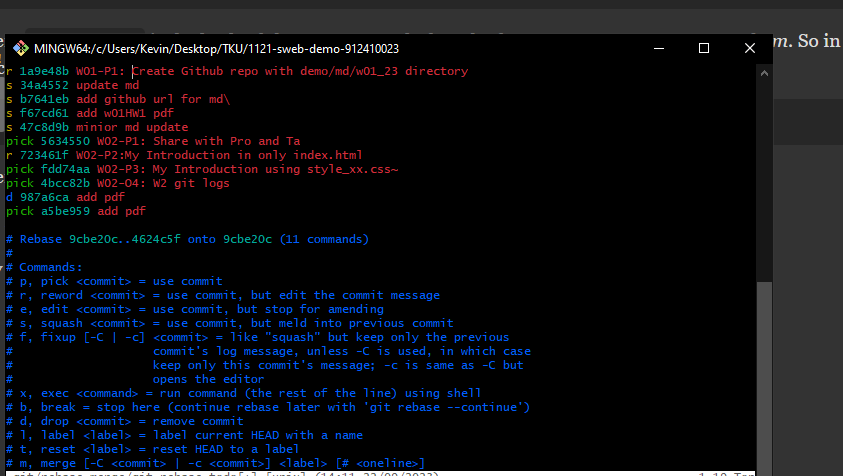 m. So in
MINGW64:/c/Users/Kevin/Desktop/TKU/1121-sweb-demo-912410023
r 1a9e48b W01-P1: Create Github repo with demo/md/w01_23 directory
s 34a4552 update md
s b7641eb add github url for md\
s f67cd61 add w01HW1 pdf
s 47c8d9b minior md update
pick 5634550 W02-P1: Share with Pro and Ta
r 723461f W02-P2:My Introduction in only index.html
pick fdd74aa W02-P3: My Introduction using style_xx.css~
pick 4bcc82b W02-O4: W2 git logs
d 987a6ca add pdf
pick a5be959 add pdf
# Rebase 9cbe20c..4624c5f onto 9cbe20c (11 commands)
#
# Commands:
# p, pick <commit> = use commit
# r, reword <commit> = use commit, but edit the commit message
# e, edit <commit> = use commit, but stop for amending
# s, squash <commit> = use commit, but meld into previous commit
# f, fixup [-C | -c] <commit> = like "squash" but keep only the previous
# commit's log message, unless -C is used, in which case
# keep only this commit's message; -c is same as -C but
# opens the editor
# x, exec <command> = run command (the rest of the line) using shell
# b, break = stop here (continue rebase later with 'git rebase --continue')
# d, drop <commit> = remove commit
# l, label <label> = label current HEAD with a name
# t, reset <label> = reset HEAD to a label
# m, merge [-C <commit> | -c <commit>] <label> [# <oneline>]